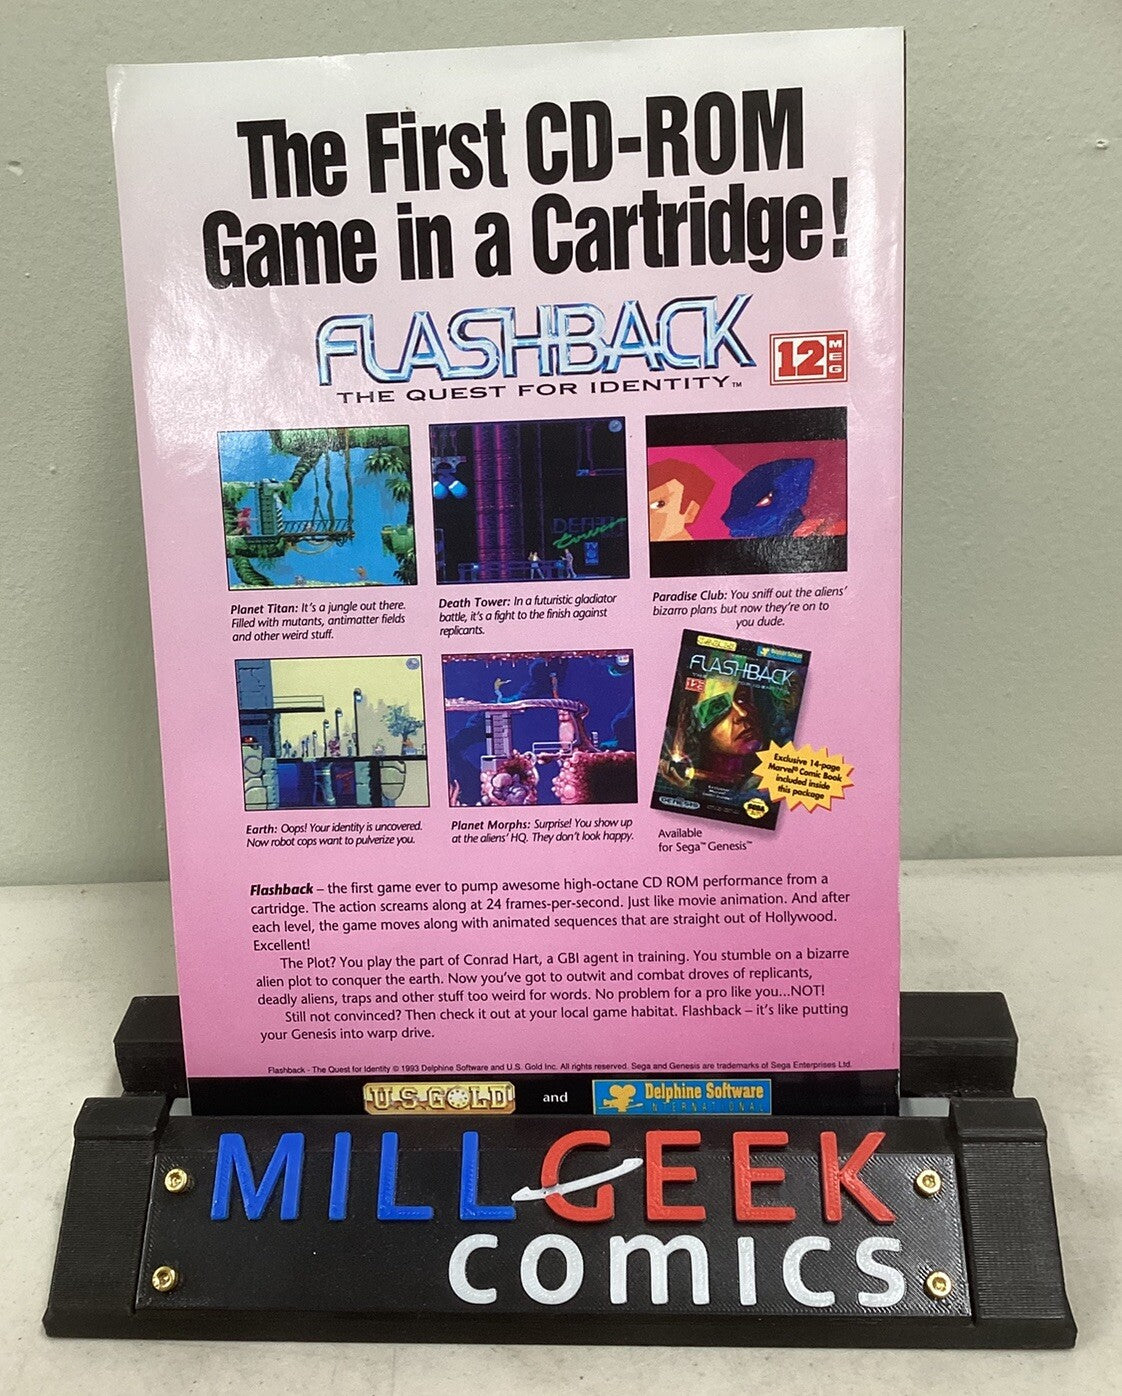 The First CD-ROM
Game in a Cartridge!
FLASHBACK
THE QUEST FOR IDENTITY™
12 MEG
DEATH
tower
Planet Titan: It's a jungle out there.
Filled with mutants, antimatter fields
and other weird stuff.
Death Tower: In a futuristic gladiator
battle, it's a fight to the finish against
replicants.
Paradise Club: You sniff out the aliens'
bizarro plans but now they're on to
you dude.
FLASHBACK
12
Exclusive 14-page
Marvel® Comic Book
included inside
this package
GENESIS
SEGA
Available
for Sega™ Genesis™
Earth: Oops! Your identity is uncovered.
Now robot cops want to pulverize you.
Planet Morphs: Surprise! You show up
at the aliens' HQ. They don't look happy.
Flashback – the first game ever to pump awesome high-octane CD ROM performance from a
cartridge. The action screams along at 24 frames-per-second. Just like movie animation. And after
each level, the game moves along with animated sequences that are straight out of Hollywood.
Excellent!
The Plot? You play the part of Conrad Hart, a GBI agent in training. You stumble on a bizarre
alien plot to conquer the earth. Now you've got to outwit and combat droves of replicants,
deadly aliens, traps and other stuff too weird for words. No problem for a pro like you...NOT!
Still not convinced? Then check it out at your local game habitat. Flashback – it's like putting
your Genesis into warp drive.
Flashback - The Quest for Identity © 1993 Delphine Software and U.S. Gold Inc. All rights reserved. Sega and Genesis are trademarks of Sega Enterprises Ltd.
U.S. GOLD and Delphine Software
INTERNATIONAL
MILL GEEK
COMICS